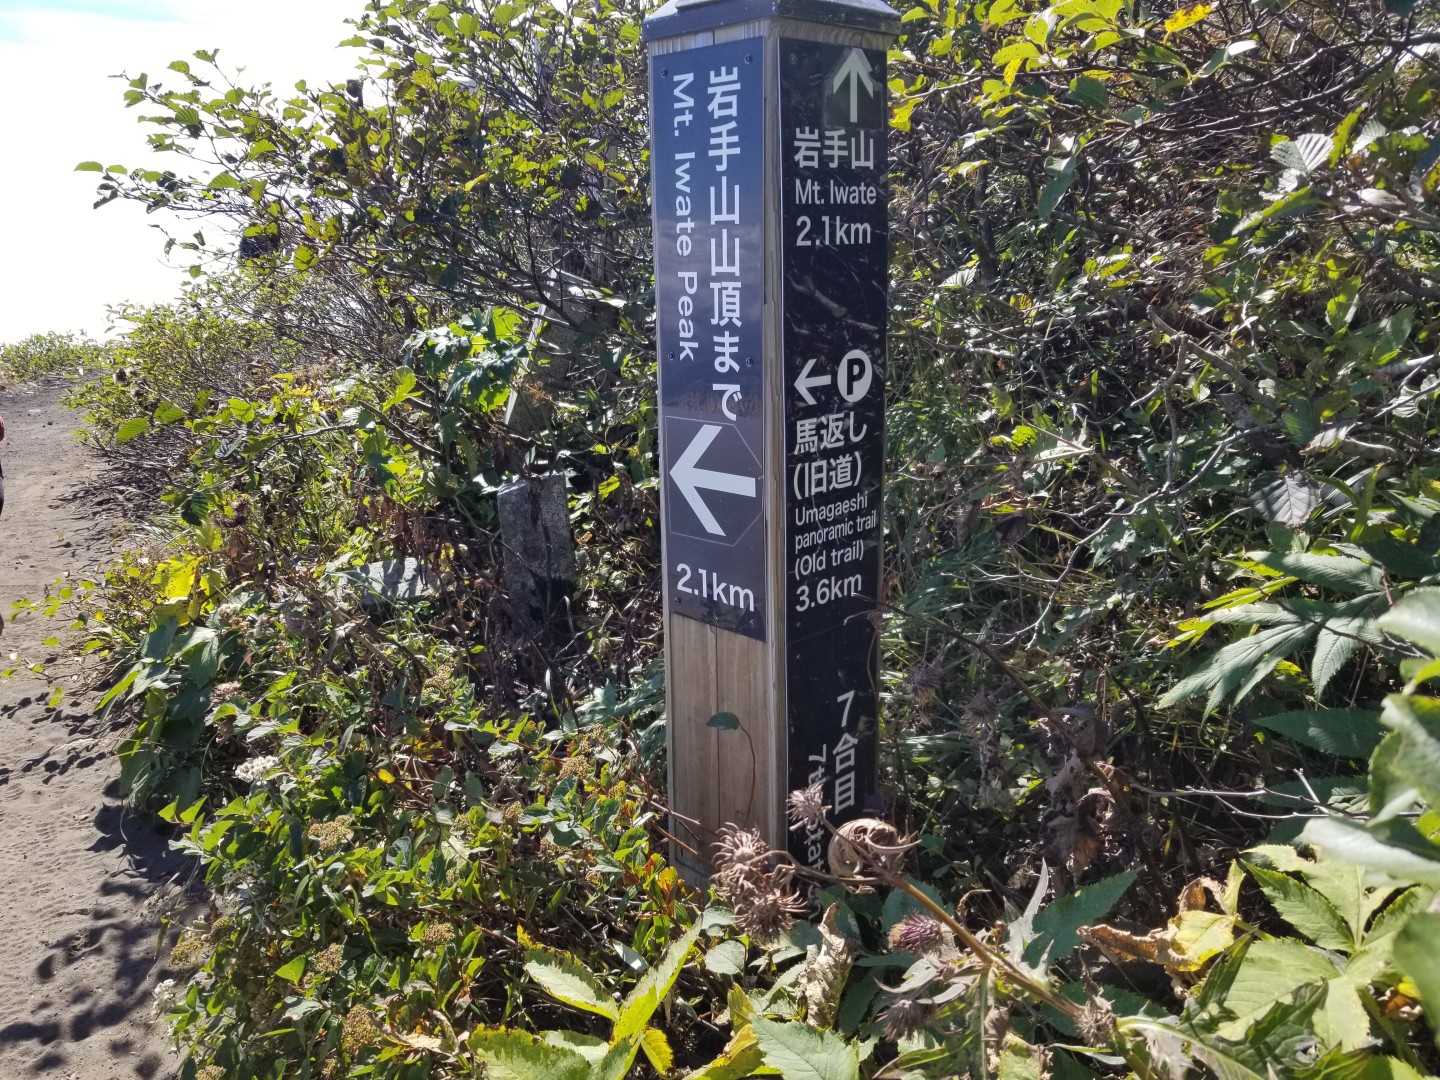 岩手山山頂まで
Mt. Iwate Peak
2.1km
岩手山
Mt. Iwate
2.1km
P
馬返し
(旧道)
Umagaeshi
panoramic trail
(Old trail)
3.6km
7合目